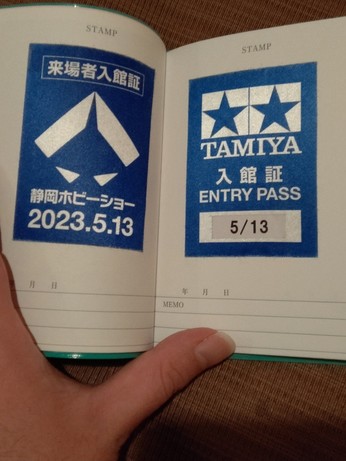 STAMP
来場者入館証
静岡ホビーショー
2023.5.13
月 日
STAMP
TAMIYA
入館証
ENTRY PASS
5/13
年 月 日
MEMO